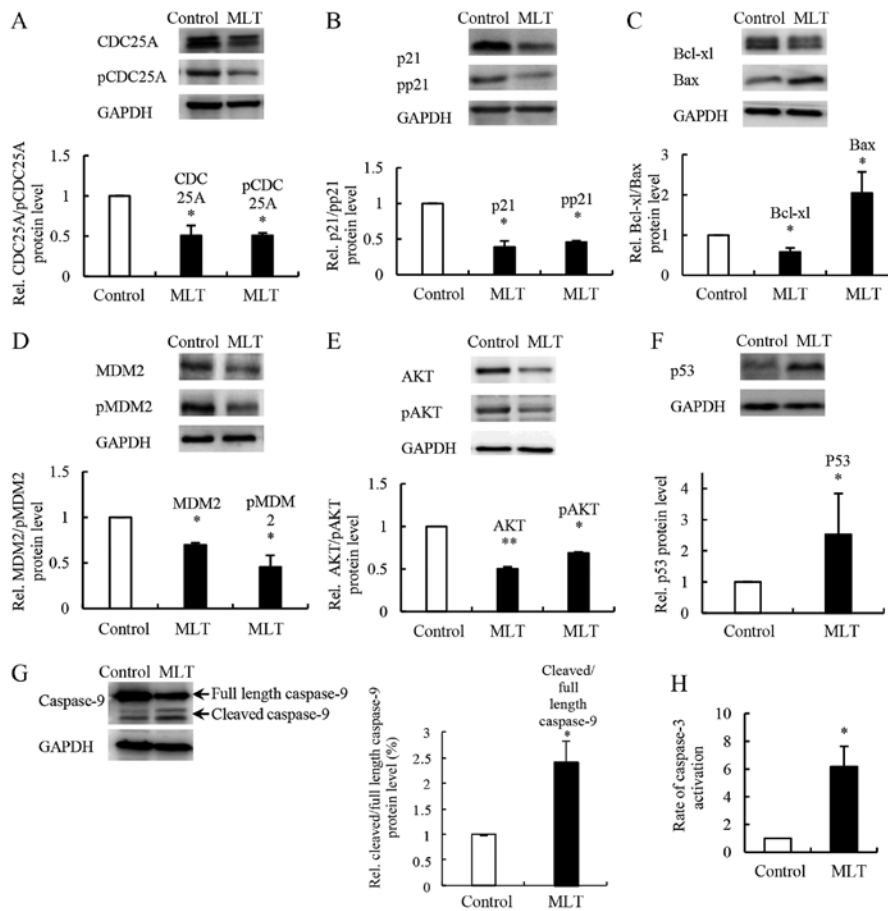 A
Control MLT
CDC25A
pCDC25A
GAPDH
Rel. CDC25A/pCDC25A
protein level
1.5
1
0.5
0
CDC
25A
*
pCDC
25A
*
Control
MLT
MLT
B
Control MLT
p21
pp21
GAPDH
Rel. p21/pp21
protein level
1.5
1
0.5
0
p21
*
pp21
*
Control
MLT
MLT
C
Control MLT
Bcl-xl
Bax
GAPDH
Rel. Bcl-xl/Bax
protein level
3
2
1
0
Bcl-xl
*
Bax
*
Control
MLT
MLT
D
Control MLT
MDM2
pMDM2
GAPDH
Rel. MDM2/pMDM2
protein level
1.5
1
0.5
0
MDM2
*
pMDM
2
*
Control
MLT
MLT
E
Control MLT
AKT
pAKT
GAPDH
Rel. AKT/pAKT
protein level
1.5
1
0.5
0
AKT
**
pAKT
*
Control
MLT
MLT
F
Control MLT
p53
GAPDH
Rel. p53 protein level
5
4
3
2
1
0
P53
*
Control
MLT
G
Control MLT
Caspase-9
Full length caspase-9
Cleaved caspase-9
GAPDH
Rel. cleaved/full length caspase-9
protein level (%)
3
2.5
2
1.5
1
0.5
0
Cleaved/
full
length
caspase-9
*
Control
MLT
H
Rate of caspase-3
activation
10
8
6
4
2
0
*
Control
MLT